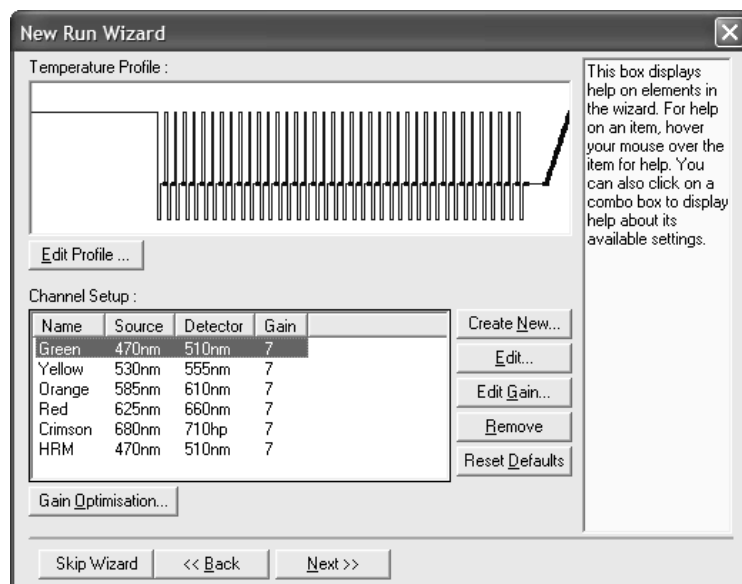 New Run Wizard
Temperature Profile :
Edit Profile ...
Channel Setup :
Name Source Detector Gain
Green 470nm 510nm 7
Yellow 530nm 555nm 7
Orange 585nm 610nm 7
Red 625nm 660nm 7
Crimson 680nm 710hp 7
HRM 470nm 510nm 7
Create New...
Edit...
Edit Gain...
Remove
Reset Defaults
Gain Optimisation...
This box displays
help on elements in
the wizard. For help
on an item, hover
your mouse over the
item for help. You
can also click on a
combo box to display
help about its
available settings.
Skip Wizard
<< Back
Next >>